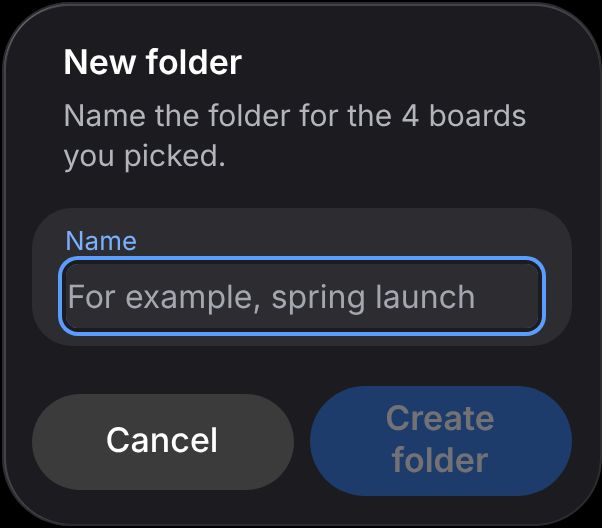 New folder
Name the folder for the 4 boards
you picked.
Name
For example, spring launch
Cancel
Create
folder